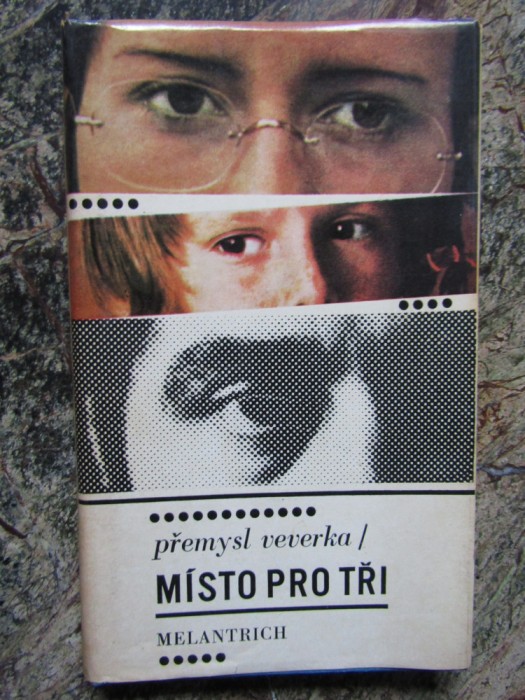 přemysl veverka /
MÍSTO PRO TŘI
MELANTRICH